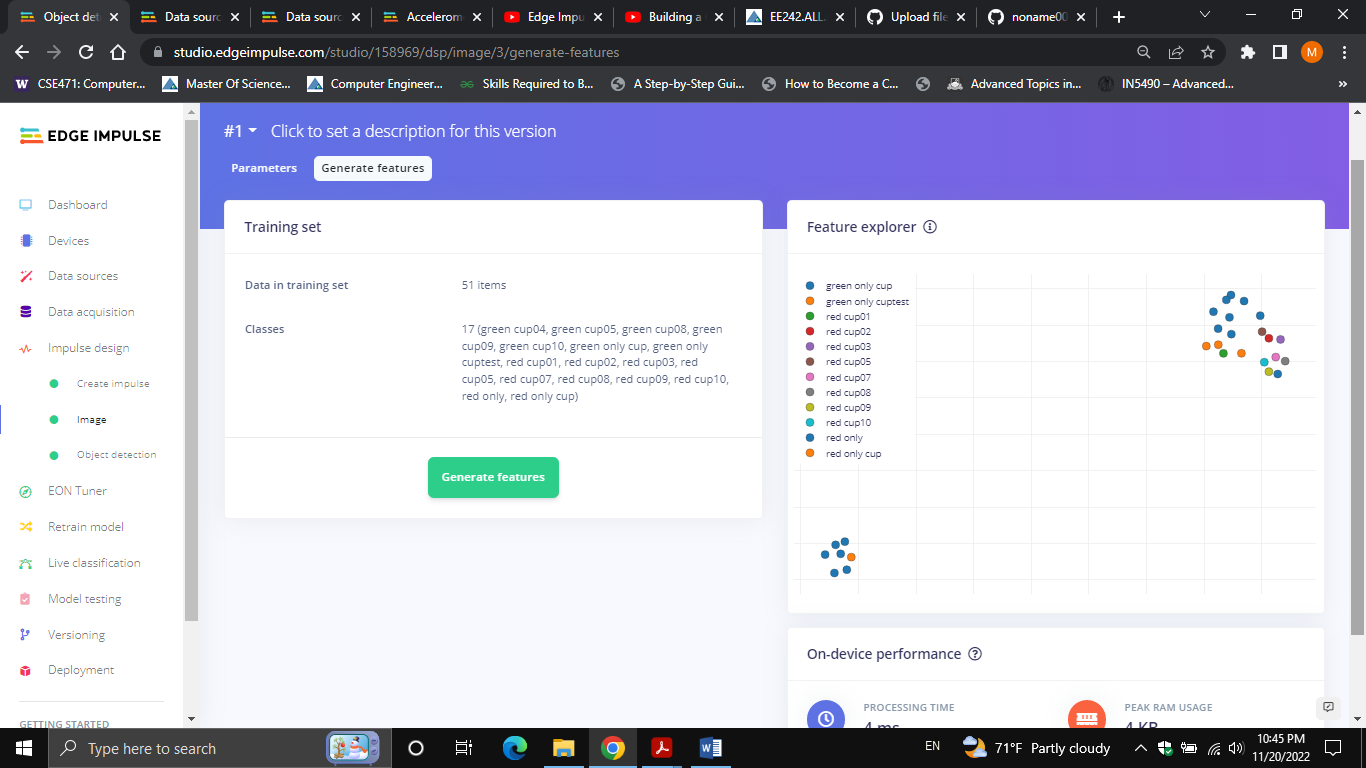 Object det
Data sourc
Data sourc
Accelerom
Edge Impu
Building a
EE242.ALL.
Upload file
noname00
studio.edgeimpulse.com/studio/158969/dsp/image/3/generate-features
M
CSE471: Computer...
Master Of Science...
Computer Engineer...
Skills Required to B...
A Step-by-Step Gui...
How to Become a C...
Advanced Topics in...
IN5490 – Advanced...
»
EDGE IMPULSE
Dashboard
Devices
Data sources
Data acquisition
Impulse design
Create impulse
Image
Object detection
EON Tuner
Retrain model
Live classification
Model testing
Versioning
Deployment
GETTING STARTED
#1 Click to set a description for this version
Parameters
Generate features
Training set
Data in training set
51 items
Classes
17 (green cup04, green cup05, green cup08, green
cup09, green cup10, green only cup, green only
cuptest, red cup01, red cup02, red cup03, red
cup05, red cup07, red cup08, red cup09, red cup10,
red only, red only cup)
Generate features
Feature explorer
green only cup
green only cuptest
red cup01
red cup02
red cup03
red cup05
red cup07
red cup08
red cup09
red cup10
red only
red only cup
On-device performance
PROCESSING TIME
4 ms
PEAK RAM USAGE
4 KB
Type here to search
EN
71°F Partly cloudy
10:45 PM
11/20/2022